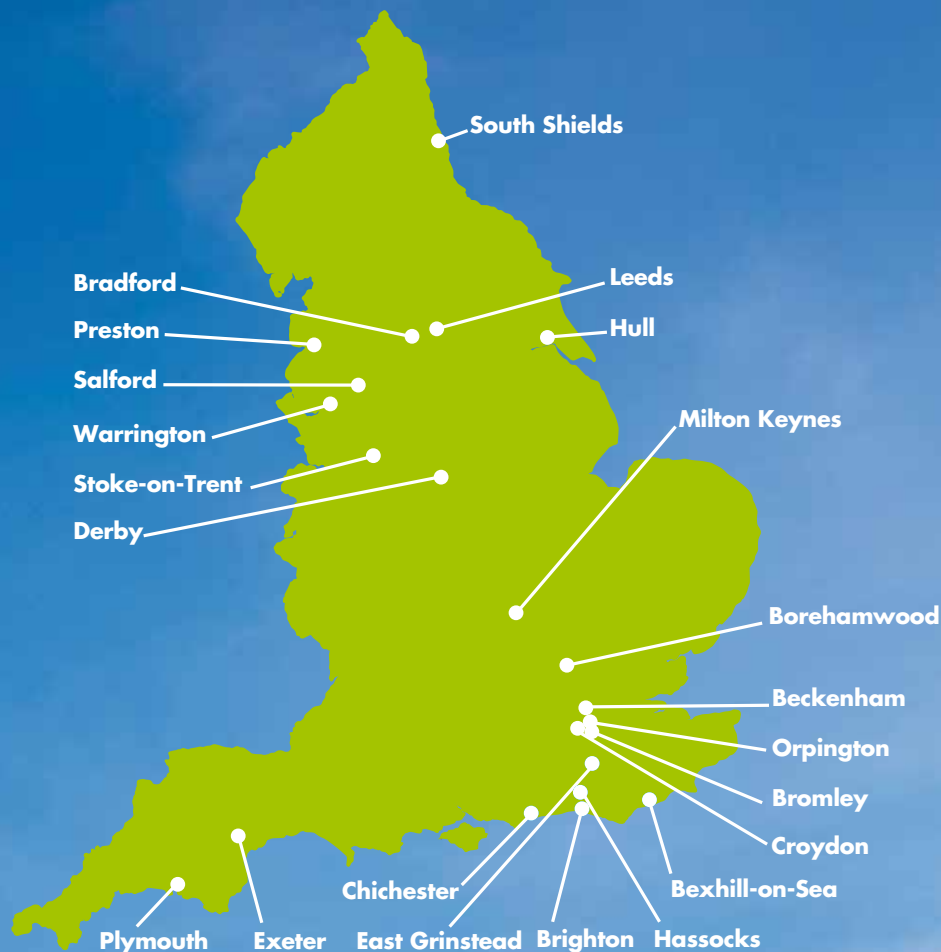 South Shields
Bradford
Leeds
Preston
Hull
Salford
Milton Keynes
Warrington
Stoke-on-Trent
Derby
Borehamwood
Beckenham
Orpington
Bromley
Croydon
Chichester
Bexhill-on-Sea
Plymouth
Exeter
East Grinstead
Brighton
Hassocks